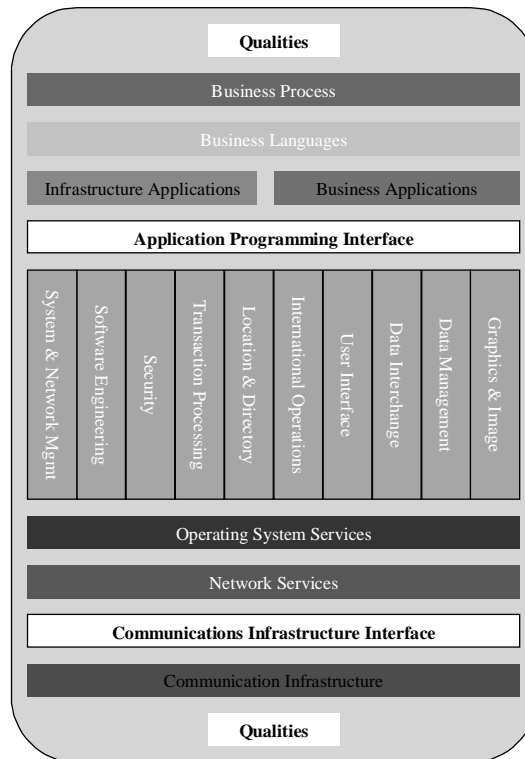 Qualities
Business Process
Business Languages
Infrastructure Applications
Business Applications
Application Programming Interface
System & Network Mgmt
Software Engineering
Security
Transaction Processing
Location & Directory
International Operations
User Interface
Data Interchange
Data Management
Graphics & Image
Operating System Services
Network Services
Communications Infrastructure Interface
Communication Infrastructure
Qualities